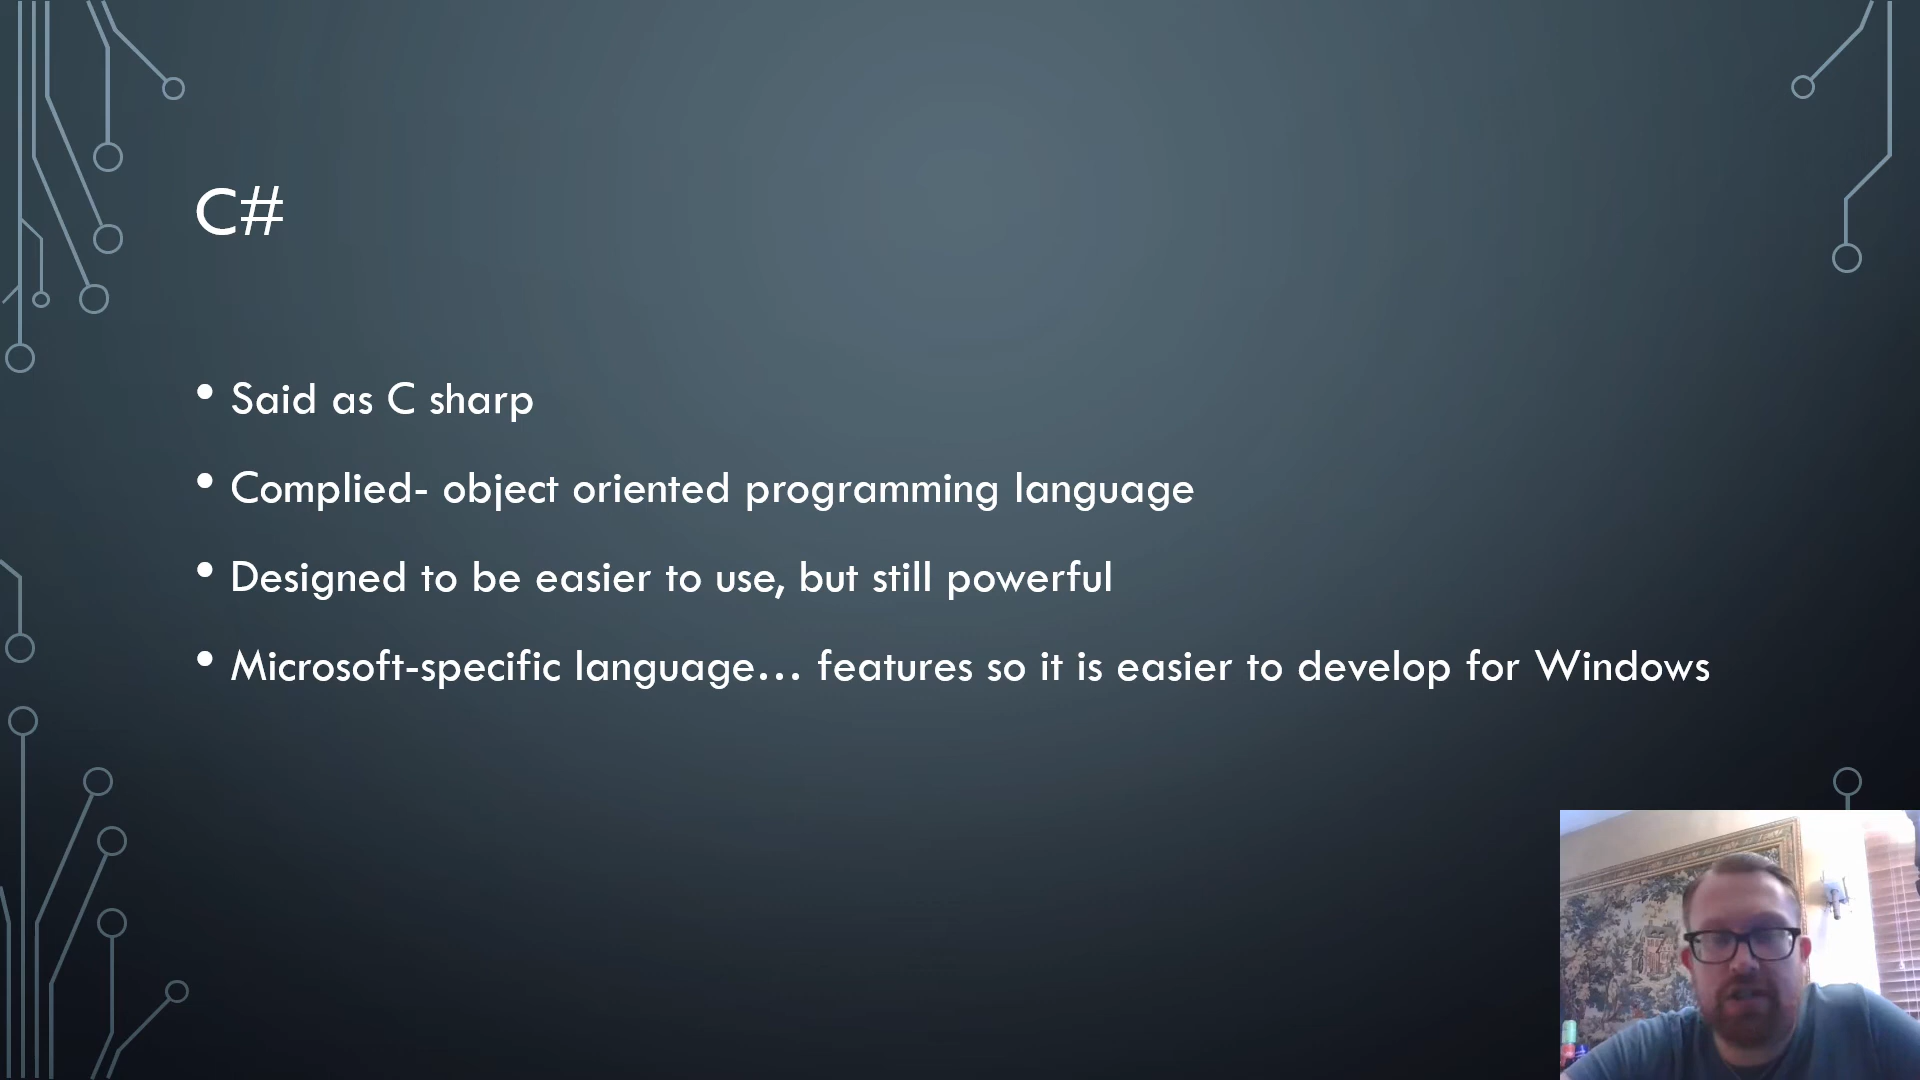 C#
• Said as C sharp
• Complied- object oriented programming language
• Designed to be easier to use, but still powerful
• Microsoft-specific language... features so it is easier to develop for Windows